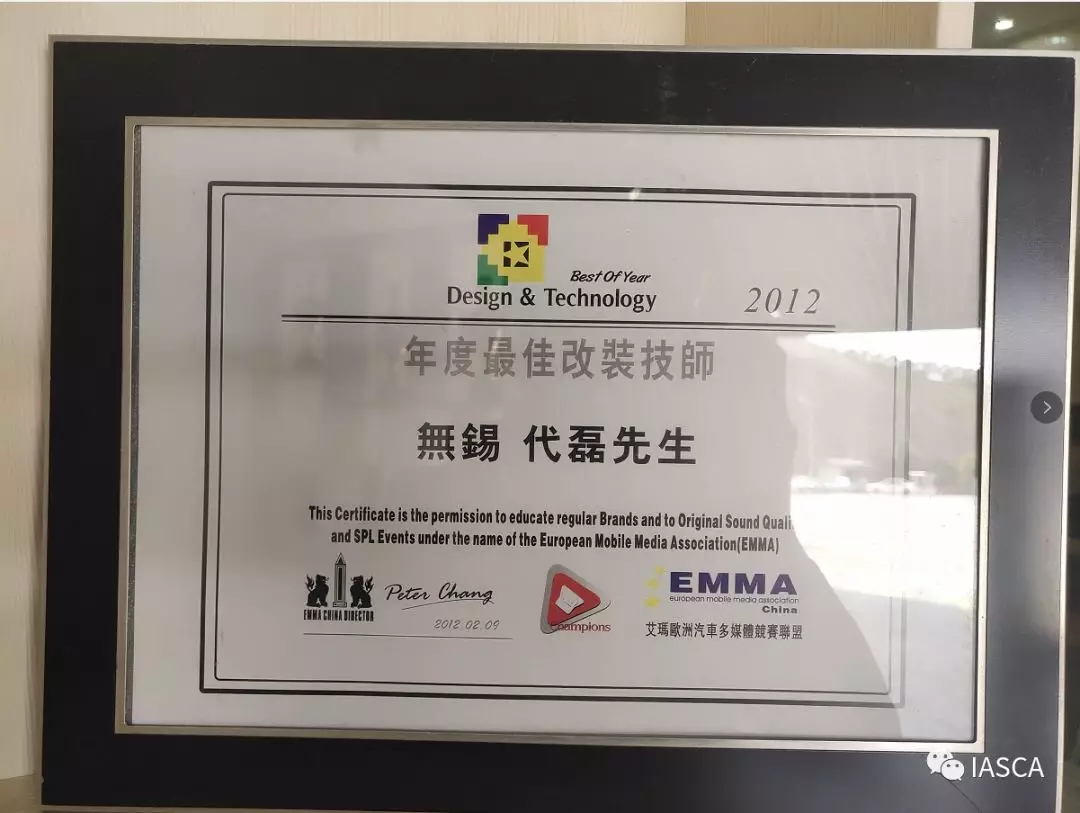 Best Of Year
Design & Technology
2012
年度最佳改裝技師
無錫 代磊先生
This Certificate is the permission to educate regular Brands and to Original Sound Quali
and SPL Events under the name of the European Mobile Media Association(EMMA)
EMMA CHINA DIRECTOR
Peter Chang
2012.02.09
Champions
EMMA
european mobile media association
China
艾瑪歐洲汽車多媒體競賽聯盟
IASCA